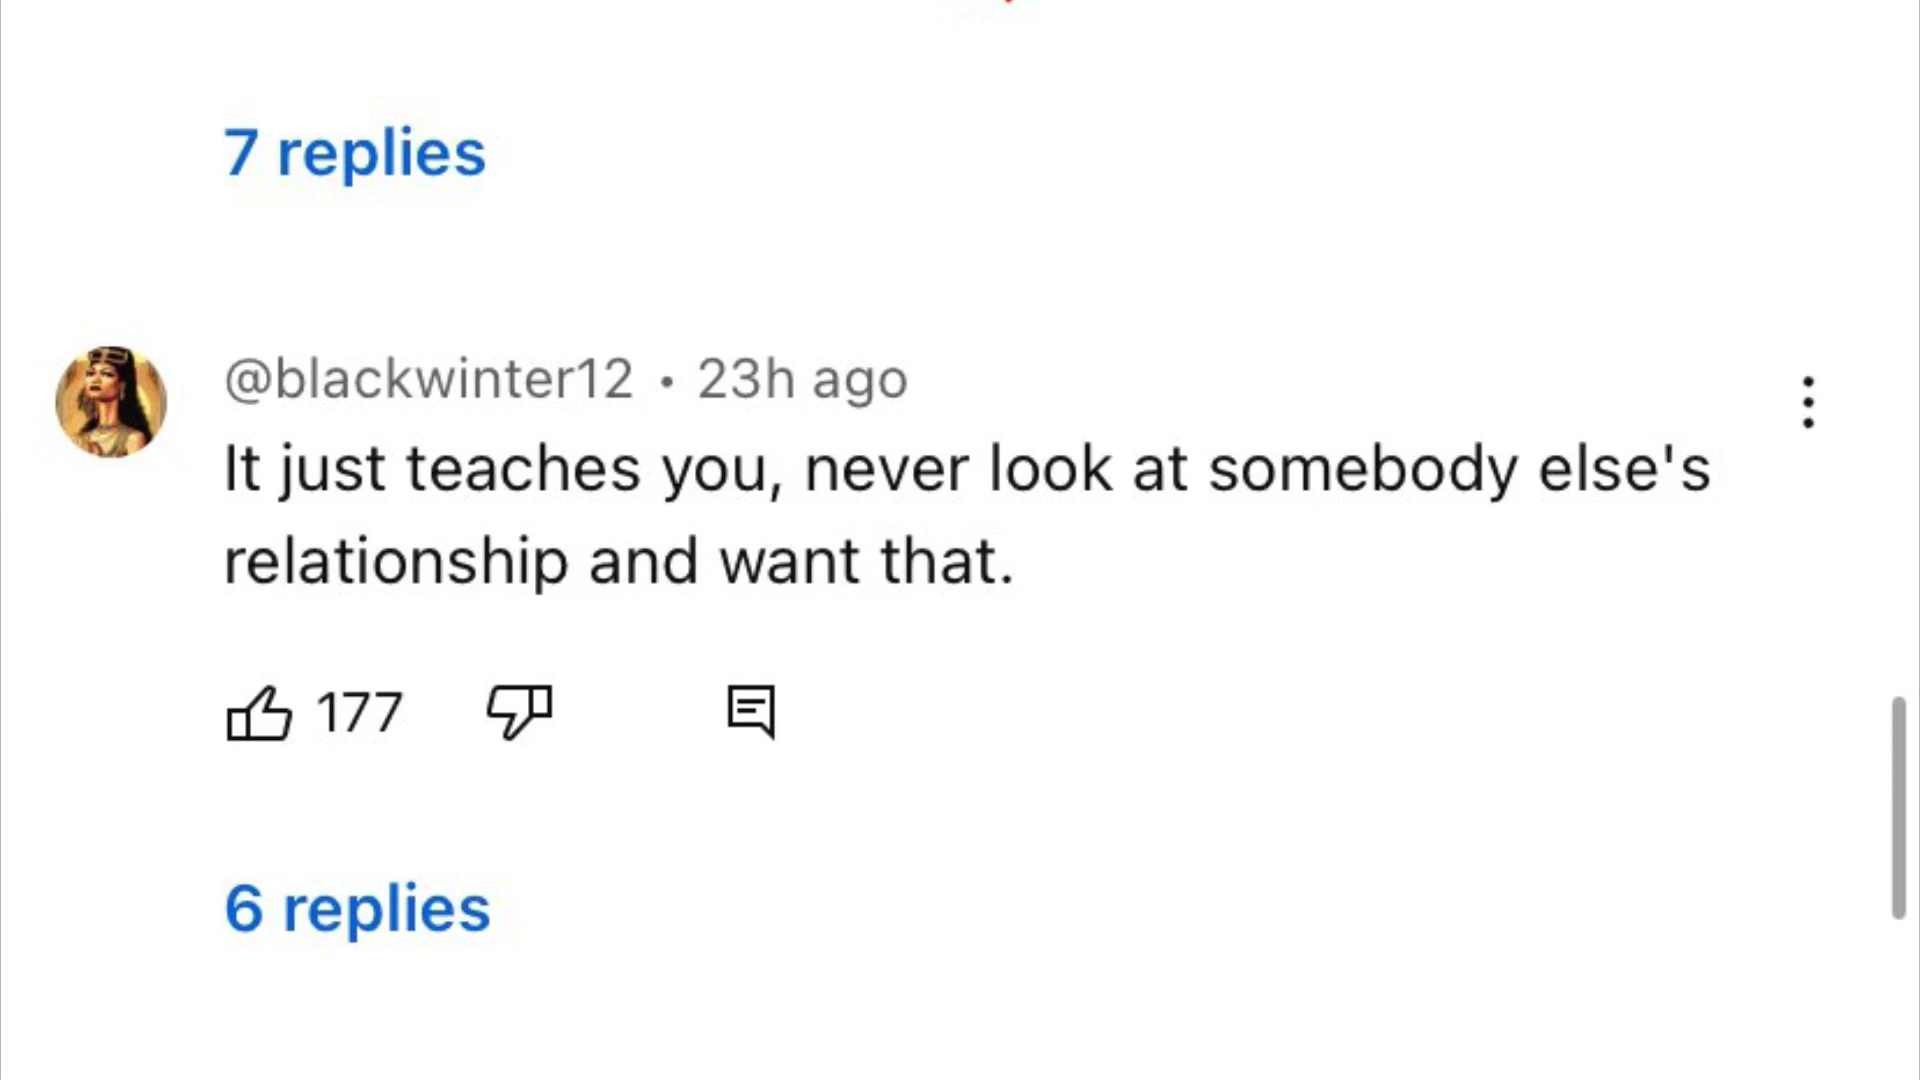 7 replies
@blackwinter12 • 23h ago
It just teaches you, never look at somebody else's
relationship and want that.
177
6 replies